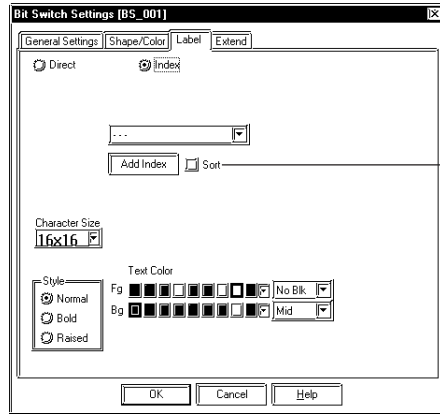 Bit Switch Settings [BS_001]
General Settings Shape/Color Label Extend
Direct Index
- - -
Add Index Sort
Character Size
16x16
Style
Normal
Bold
Raised
Text Color
Fg No Blk
Bg Mid
OK Cancel Help